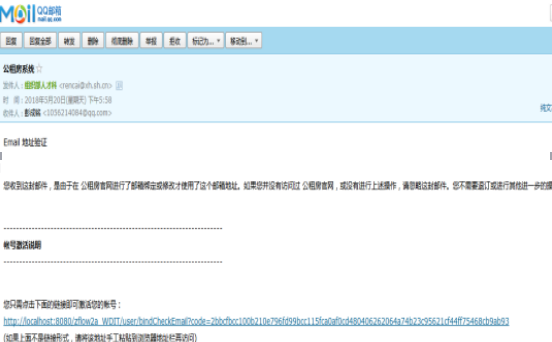 MAil QQ邮箱
mail.qq.com
回复 回复全部 转发 删除 彻底删除 举报 拒收 标记为... 移动到...
公租房系统 ☆
发件人：组织部人才科 <rencai@xh.sh.cn>
时 间：2018年5月20日(星期天) 下午5:58
收件人：彭成铭 <1056214084@qq.com>
纯文
Email 地址验证
您收到这封邮件，是由于在 公租房官网进行了邮箱绑定或修改才使用了这个邮箱地址。如果您并没有访问过 公租房官网，或没有进行上述操作，请忽略这封邮件。您不需要退订或进行其他进一步的操
----------------------------------------------------------------------
帐号激活说明
----------------------------------------------------------------------
您只需点击下面的链接即可激活您的帐号：
http://localhost:8080/zflow2a_WDIT/user/bindCheckEmail?code=2bbcfbcc100b210e796fd99bcc115fca0af0cd480406262064a74b23c95621cf44ff75468cb9ab93
(如果上面不是链接形式，请将该地址手工粘贴到浏览器地址栏再访问)